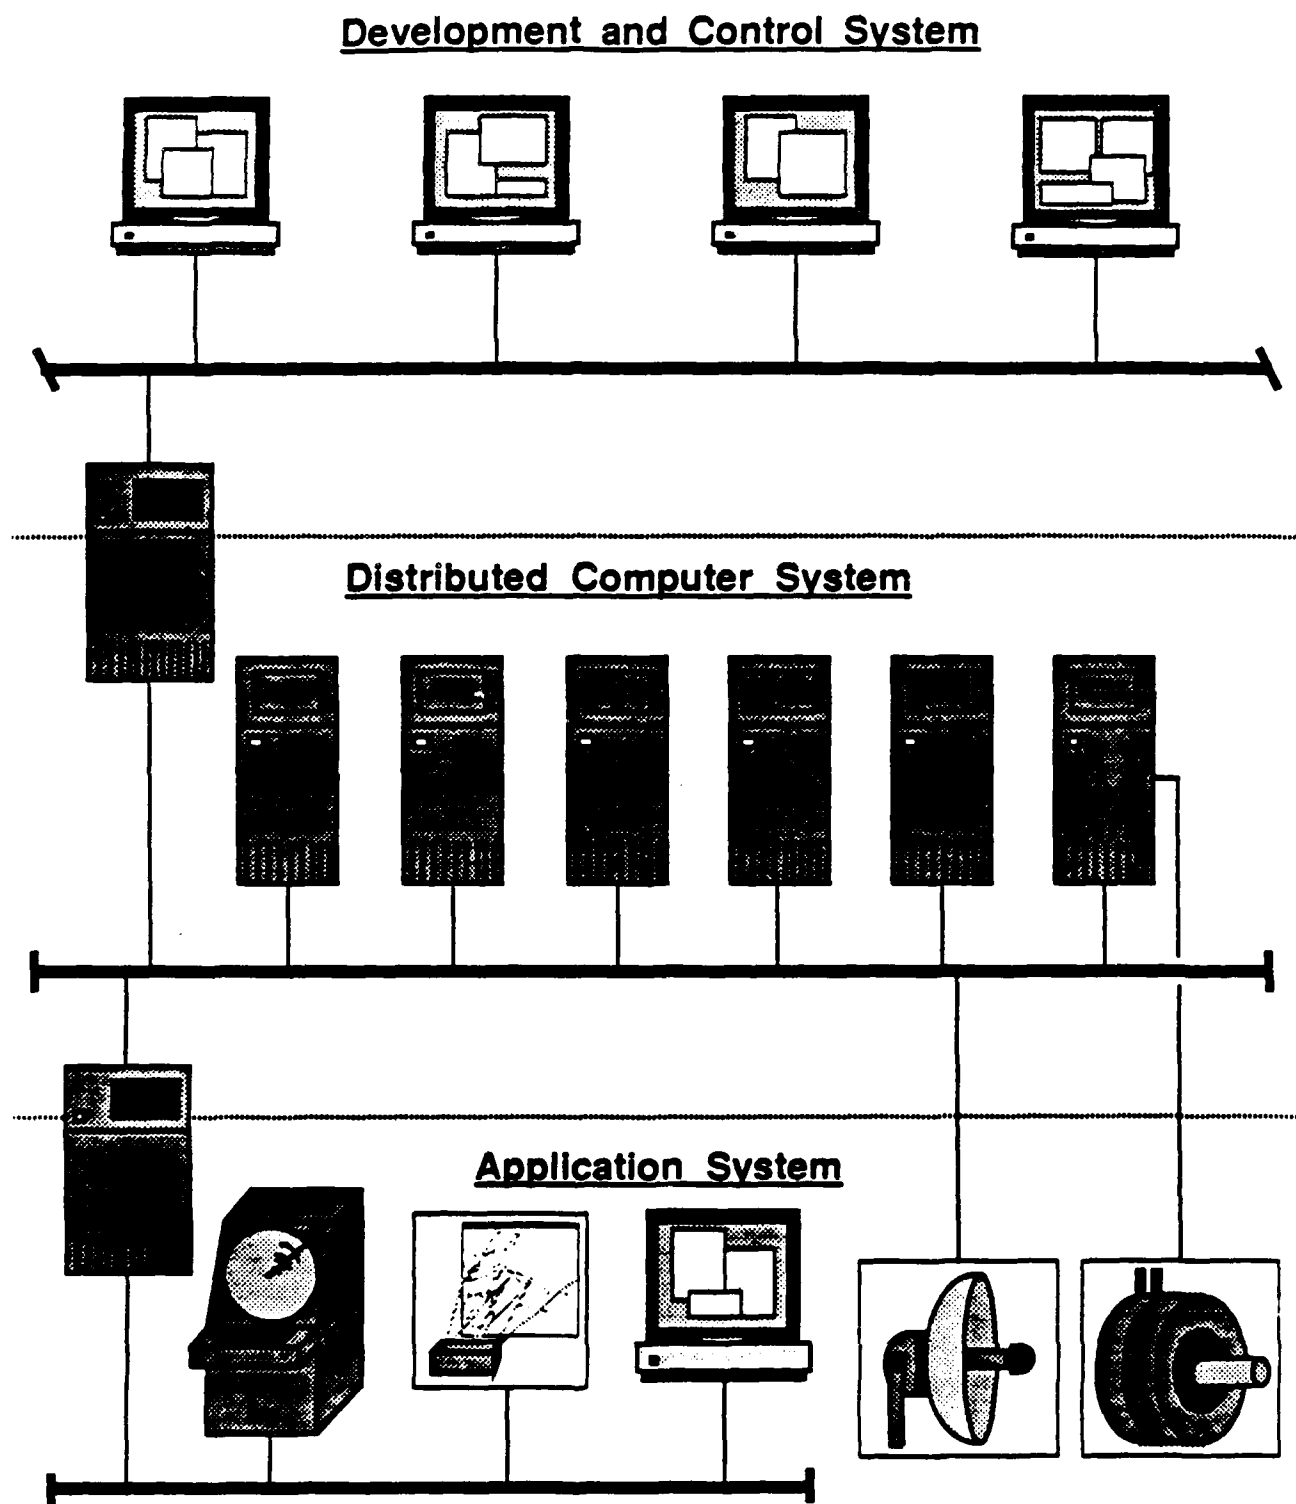 Development and Control System
Distributed Computer System
Application System